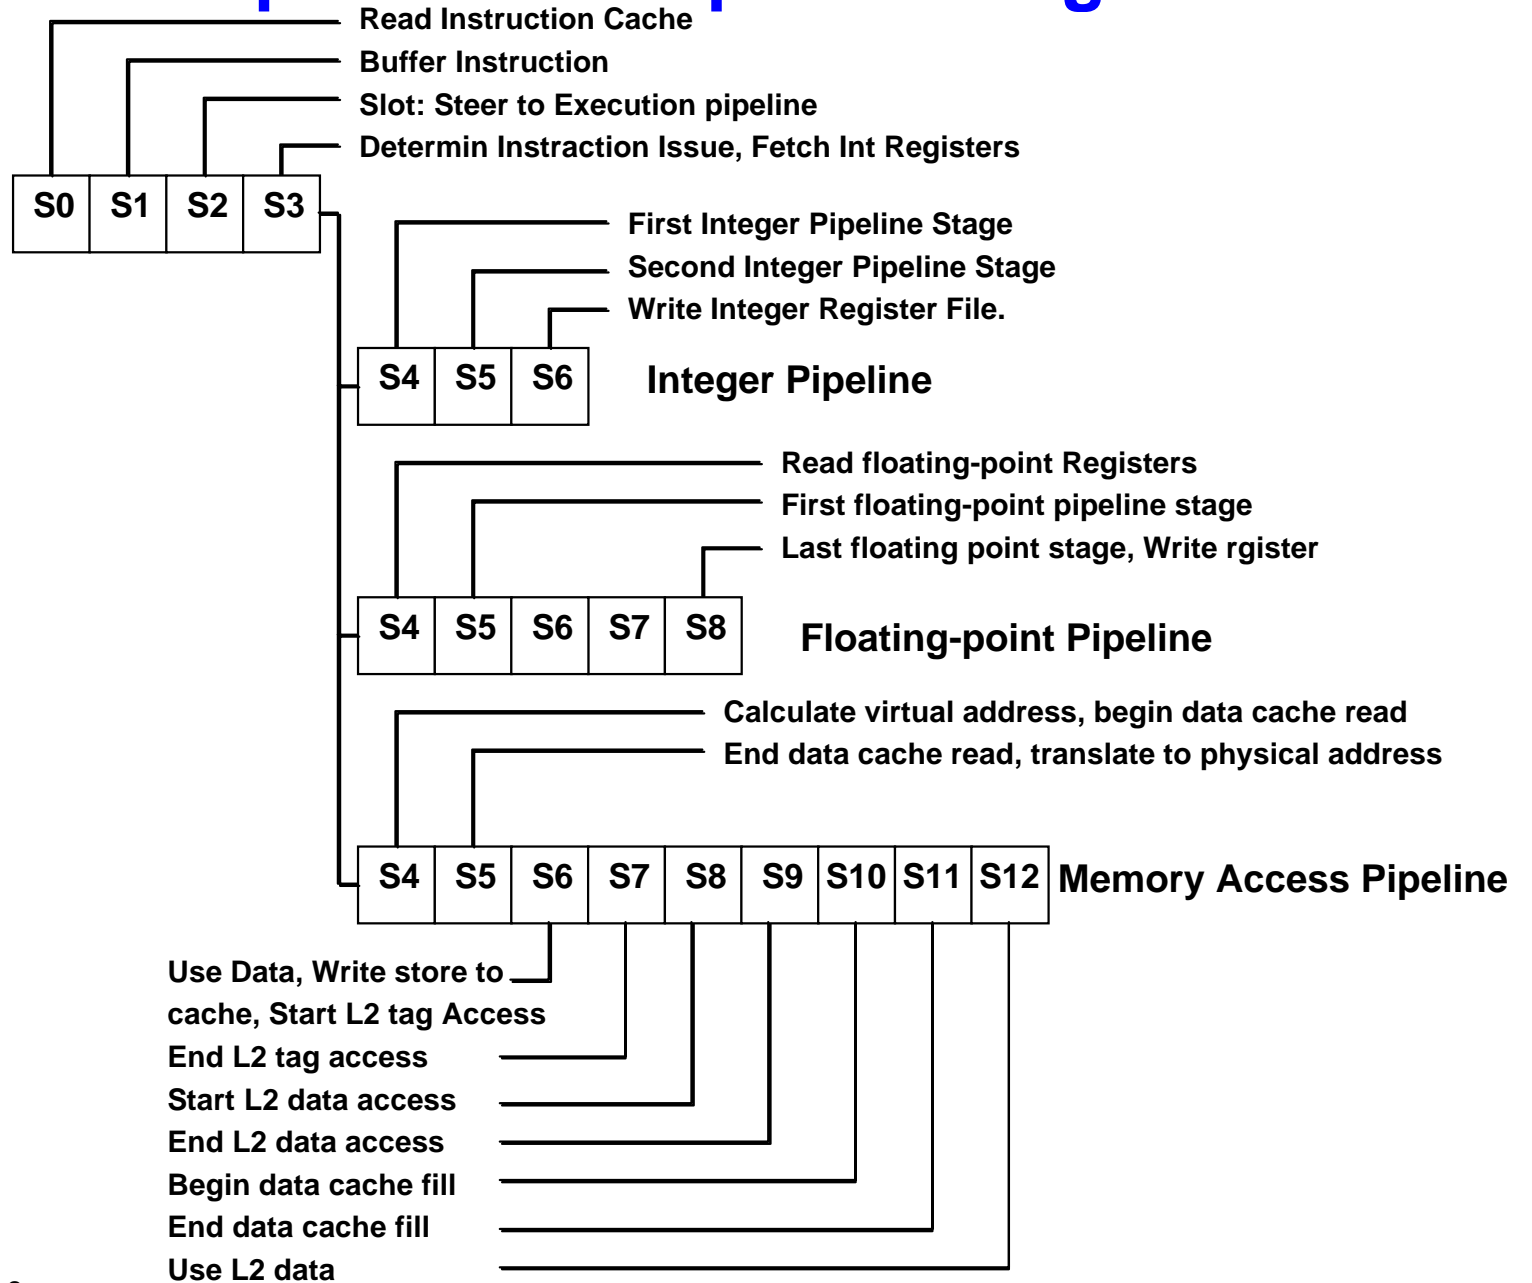 Read Instruction Cache
Buffer Instruction
Slot: Steer to Execution pipeline
Determin Instraction Issue, Fetch Int Registers
S0 S1 S2 S3
First Integer Pipeline Stage
Second Integer Pipeline Stage
Write Integer Register File.
S4 S5 S6 Integer Pipeline
Read floating-point Registers
First floating-point pipeline stage
Last floating point stage, Write rgister
S4 S5 S6 S7 S8 Floating-point Pipeline
Calculate virtual address, begin data cache read
End data cache read, translate to physical address
S4 S5 S6 S7 S8 S9 S10 S11 S12 Memory Access Pipeline
Use Data, Write store to
cache, Start L2 tag Access
End L2 tag access
Start L2 data access
End L2 data access
Begin data cache fill
End data cache fill
Use L2 data